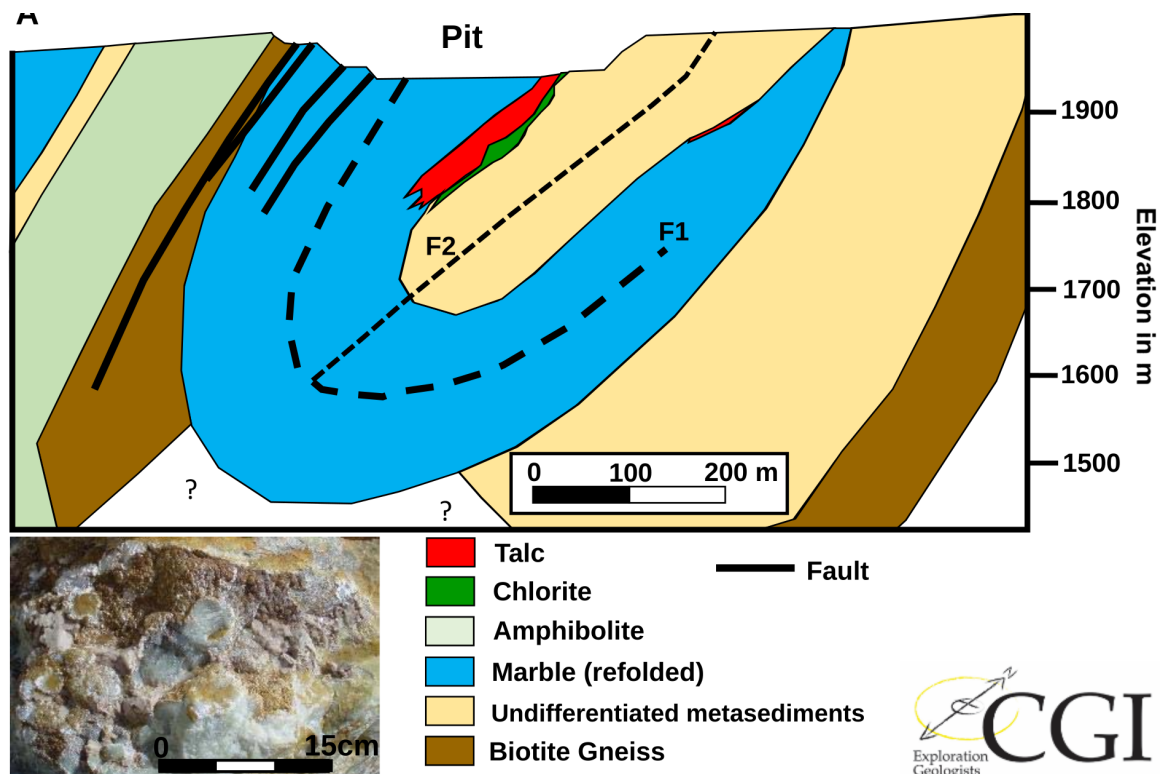 A
Pit
1900
1800
1700
1600
1500
Elevation in m
F2
F1
0 100 200 m
?
?
Talc
Chlorite
Amphibolite
Marble (refolded)
Undifferentiated metasediments
Biotite Gneiss
Fault
0 15cm
N
CGI
Exploration
Geologists